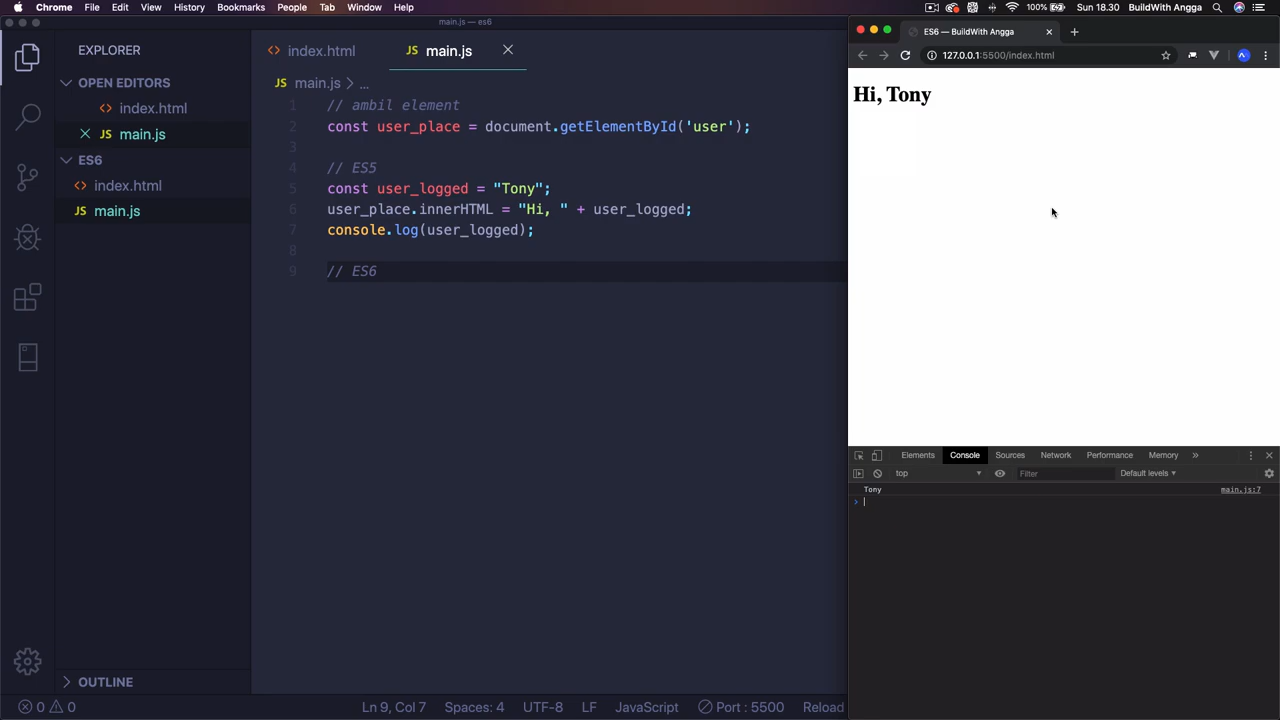 Chrome File Edit View History Bookmarks People Tab Window Help 100% Sun 18.30 BuildWith Angga
main.js — es6
EXPLORER
OPEN EDITORS
index.html
JS main.js
ES6
index.html
JS main.js
OUTLINE
index.html JS main.js
JS main.js > ...
1 // ambil element
2 const user_place = document.getElementById('user');
3
4 // ES5
5 const user_logged = "Tony";
6 user_place.innerHTML = "Hi, " + user_logged;
7 console.log(user_logged);
8
9 // ES6
0 0 Ln 9, Col 7 Spaces: 4 UTF-8 LF JavaScript Port : 5500 Reload
ES6 — BuildWith Angga
127.0.0.1:5500/index.html
Hi, Tony
Elements Console Sources Network Performance Memory »
top Filter Default levels
Tony main.js:7
>